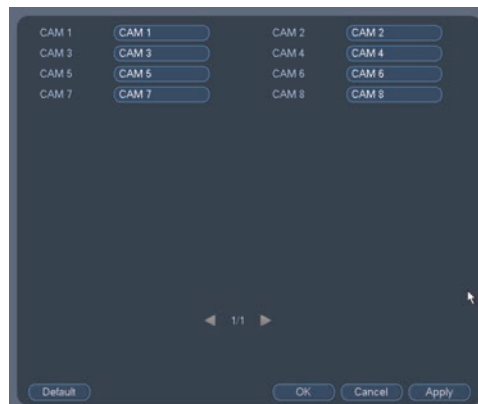 CAM 1 CAM 1 CAM 2 CAM 2
CAM 3 CAM 3 CAM 4 CAM 4
CAM 5 CAM 5 CAM 6 CAM 6
CAM 7 CAM 7 CAM 8 CAM 8
1/1
Default OK Cancel Apply